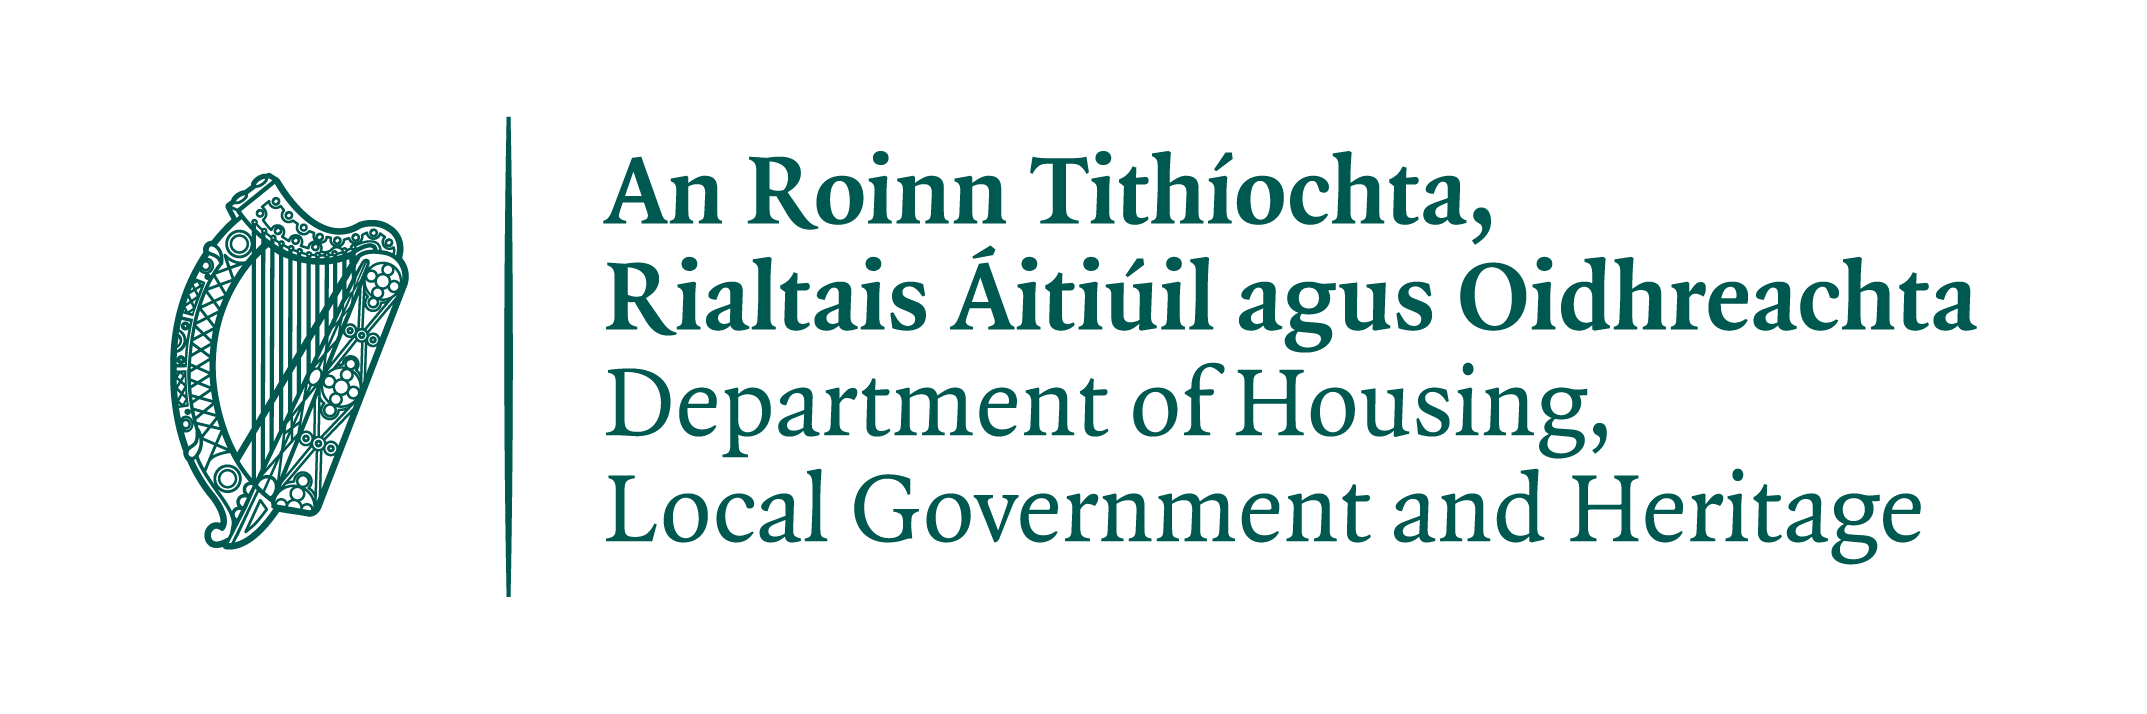 An Roinn Tithíochta,
Rialtais Áitiúil agus Oidhreachta
Department of Housing,
Local Government and Heritage